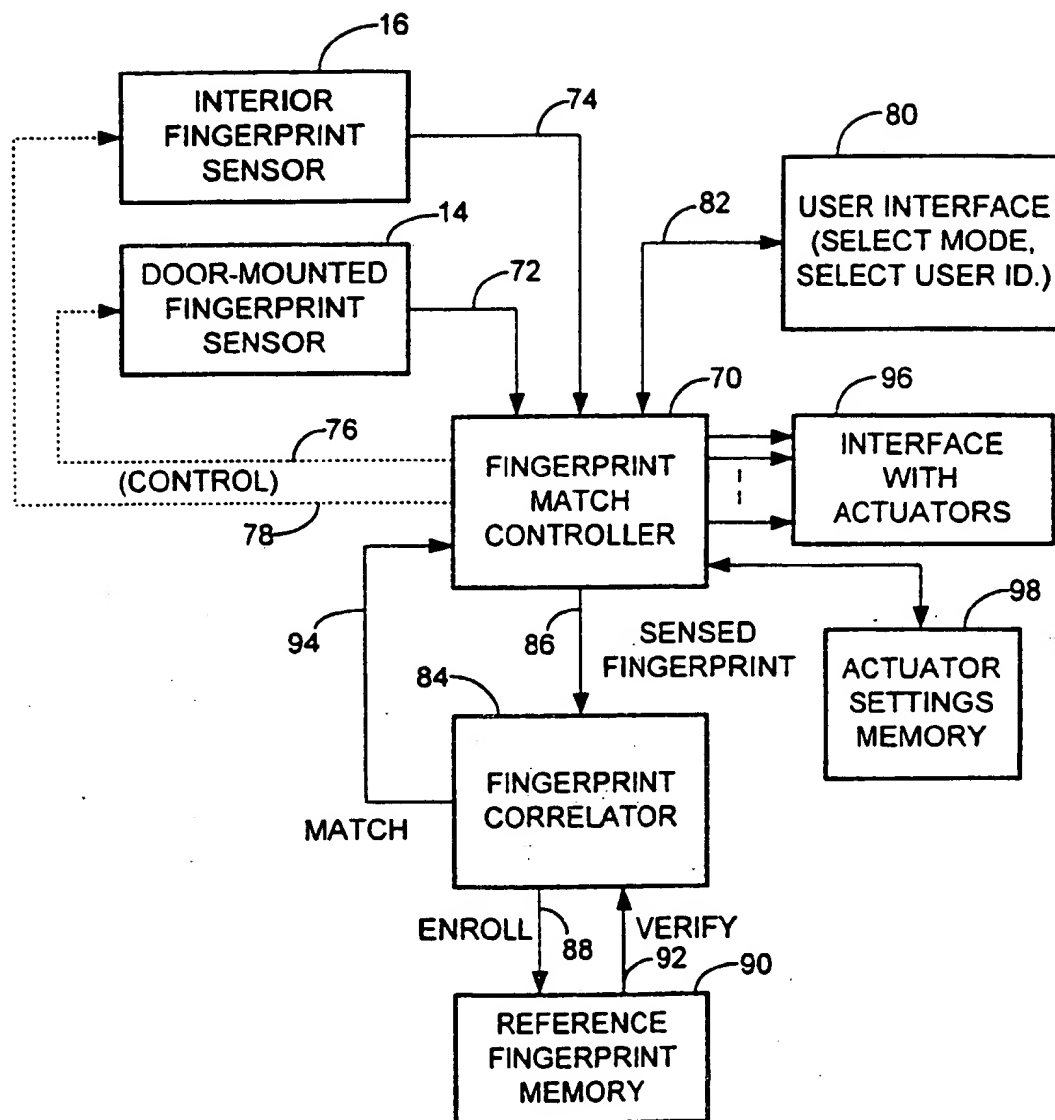 16
INTERIOR
FINGERPRINT
SENSOR
74
80
USER INTERFACE
(SELECT MODE,
SELECT USER ID.)
82
14
DOOR-MOUNTED
FINGERPRINT
SENSOR
72
70
96
76
(CONTROL)
78
FINGERPRINT
MATCH
CONTROLLER
INTERFACE
WITH
ACTUATORS
94
86
SENSED
FINGERPRINT
98
ACTUATOR
SETTINGS
MEMORY
84
FINGERPRINT
CORRELATOR
MATCH
ENROLL
88
VERIFY
92
90
REFERENCE
FINGERPRINT
MEMORY